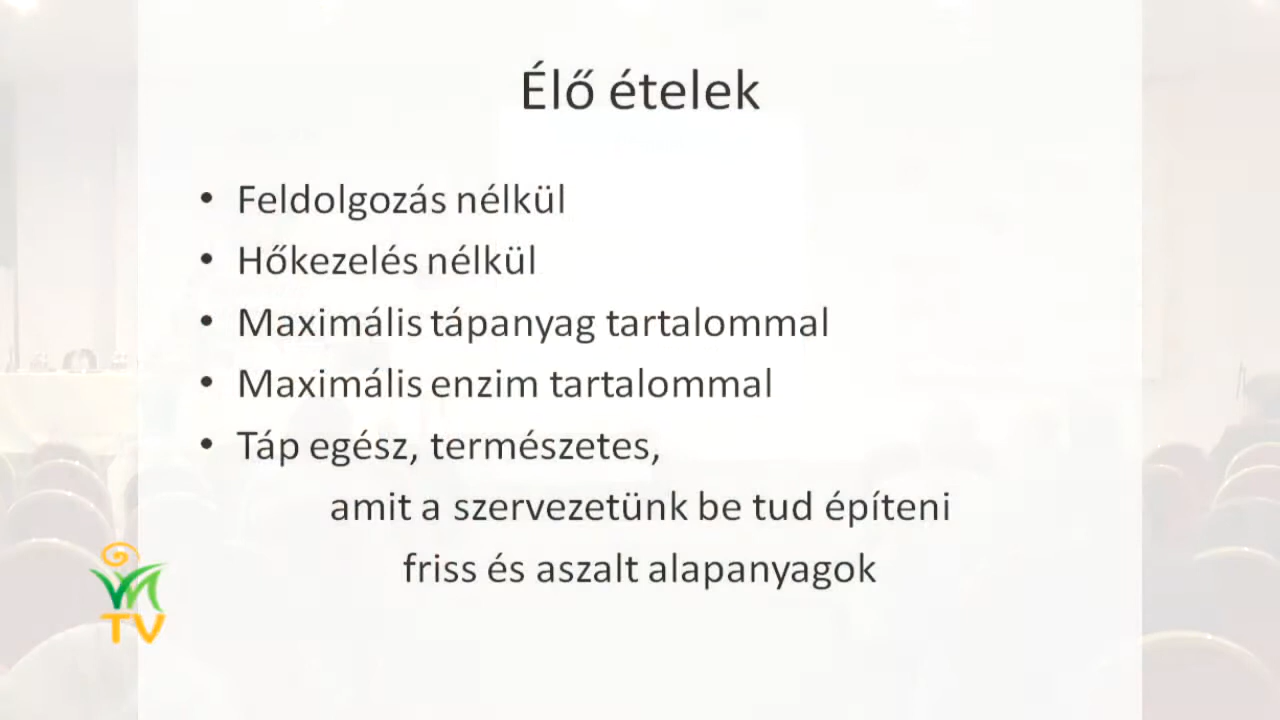 Élő ételek
• Feldolgozás nélkül
• Hőkezelés nélkül
• Maximális tápanyag tartalommal
• Maximális enzim tartalommal
• Táp egész, természetes,
amit a szervezetünk be tud építeni
friss és aszalt alapanyagok
TV